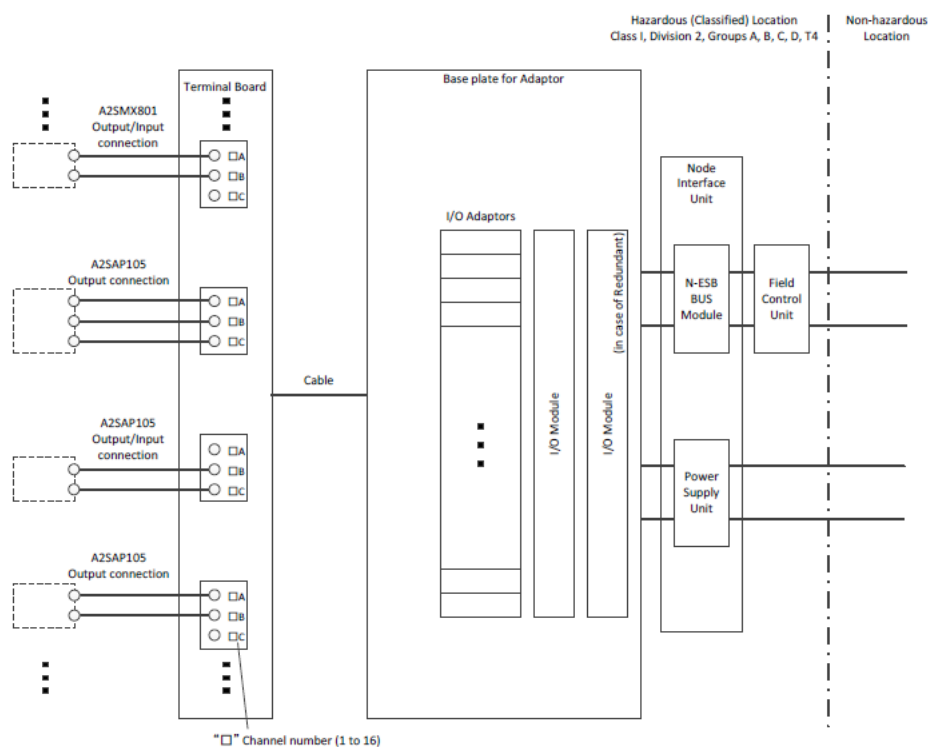 Hazardous (Classified) Location
Class I, Division 2, Groups A, B, C, D, T4
Non-hazardous
Location
Terminal Board
Base plate for Adaptor
A2SMX801
Output/Input
connection
□A
□B
□C
A2SAP105
Output connection
□A
□B
□C
A2SAP105
Output/Input
connection
□A
□B
□C
A2SAP105
Output connection
□A
□B
□C
"□" Channel number (1 to 16)
Cable
I/O Adaptors
I/O Module
I/O Module
(in case of Redundant)
Node
Interface
Unit
N-ESB
BUS
Module
Field
Control
Unit
Power
Supply
Unit